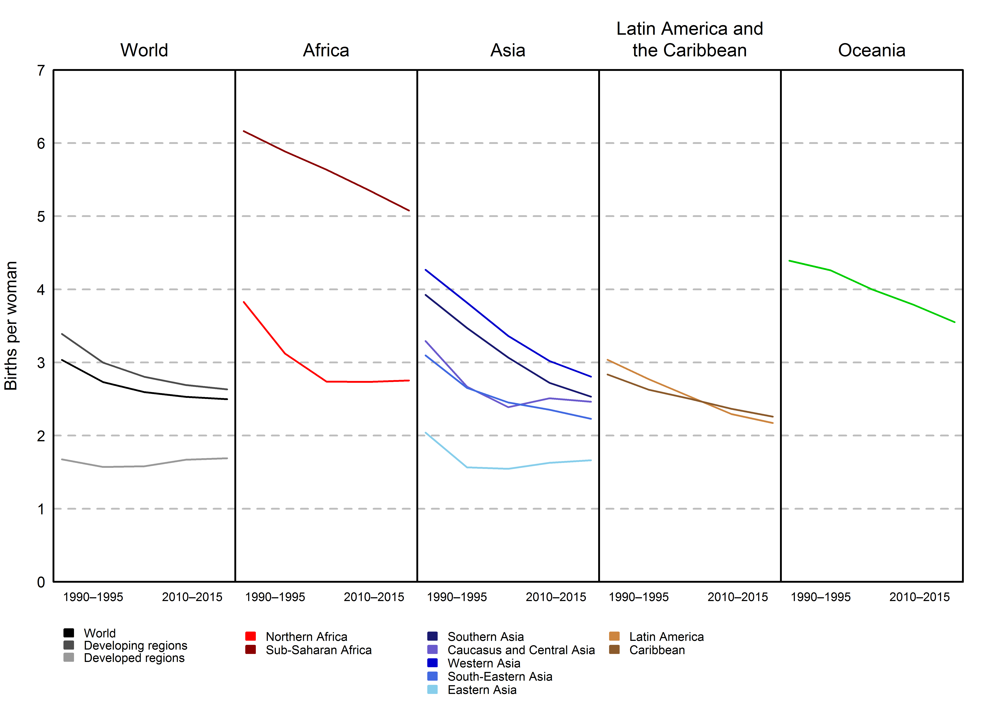 Latin America and
the Caribbean
World
Africa
Asia
Oceania
Births per woman
7
6
5
4
3
2
1
0
1990–1995
2010–2015
1990–1995
2010–2015
1990–1995
2010–2015
1990–1995
2010–2015
1990–1995
2010–2015
World
Developing regions
Developed regions
Northern Africa
Sub-Saharan Africa
Southern Asia
Caucasus and Central Asia
Western Asia
South-Eastern Asia
Eastern Asia
Latin America
Caribbean